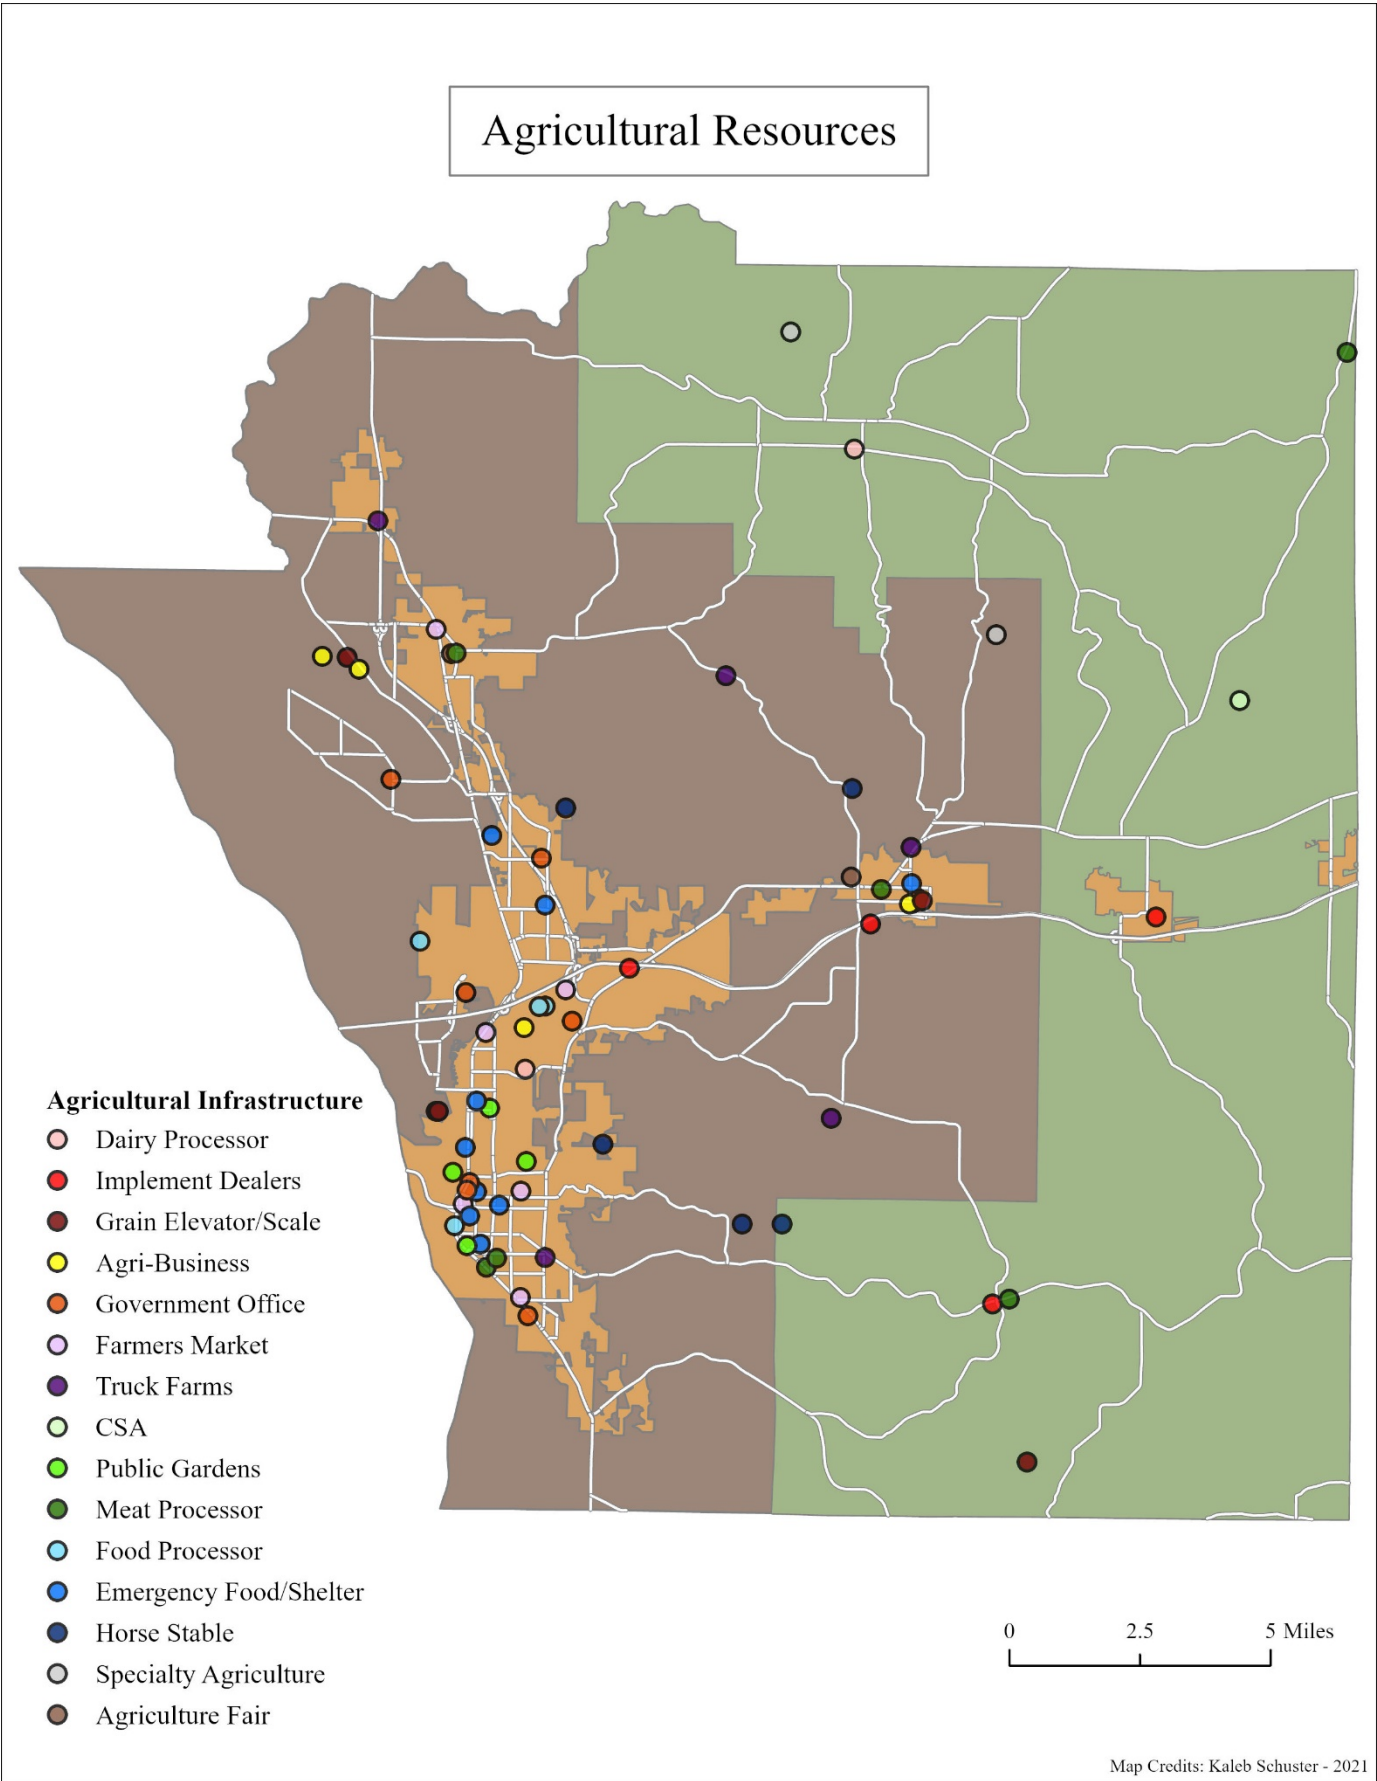 Agricultural Resources
Agricultural Infrastructure
Dairy Processor
Implement Dealers
Grain Elevator/Scale
Agri-Business
Government Office
Farmers Market
Truck Farms
CSA
Public Gardens
Meat Processor
Food Processor
Emergency Food/Shelter
Horse Stable
Specialty Agriculture
Agriculture Fair
0 2.5 5 Miles
Map Credits: Kaleb Schuster - 2021